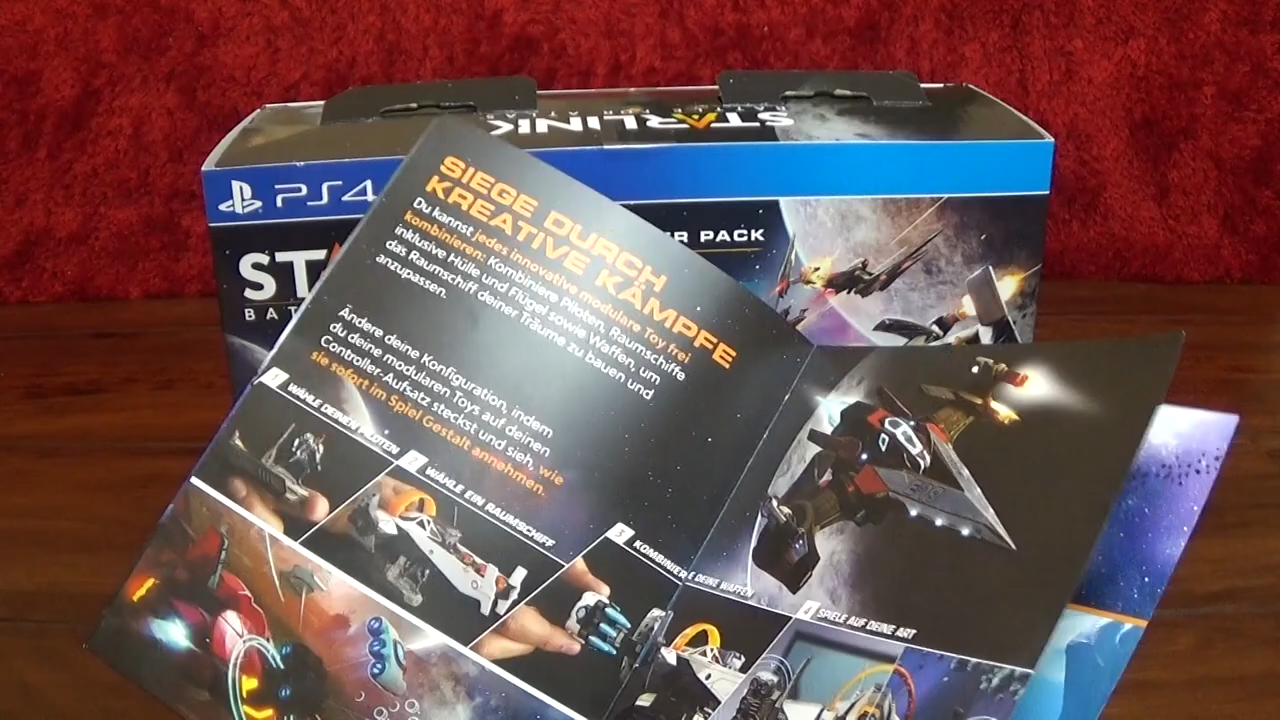 STARLINK
PS4
ER PACK
ST
BAT
SIEGE DURCH
KREATIVE KÄMPFE
Du kannst jedes innovative modulare Toy frei
kombinieren: Kombiniere Piloten, Raumschiffe
inklusive Hülle und Flügel sowie Waffen, um
das Raumschiff deiner Träume zu bauen und
anzupassen.
Ändere deine Konfiguration, indem
du deine modularen Toys auf deinen
Controller-Aufsatz steckst und sieh, wie
sie sofort im Spiel Gestalt annehmen.
1 WÄHLE DEINEN PILOTEN
2 WÄHLE EIN RAUMSCHIFF
3 KOMBINIERE DEINE WAFFEN
4 SPIELE AUF DEINE ART